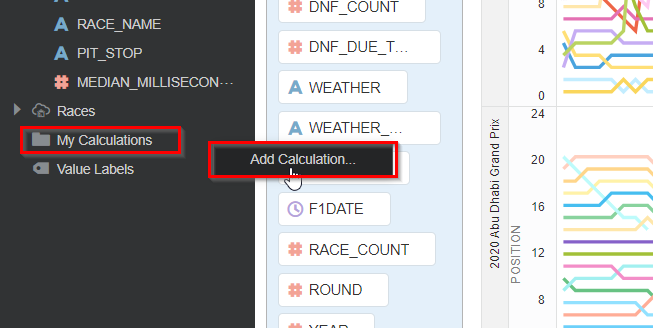 RACE_NAME
PIT_STOP
MEDIAN_MILLISECON...
Races
My Calculations
Value Labels
Add Calculation...
DNF_COUNT
DNF_DUE_T...
WEATHER
WEATHER_...
F1DATE
RACE_COUNT
ROUND
YEAR
2020 Abu Dhabi Grand Prix
POSITION
8
4
0
24
20
16
12
8